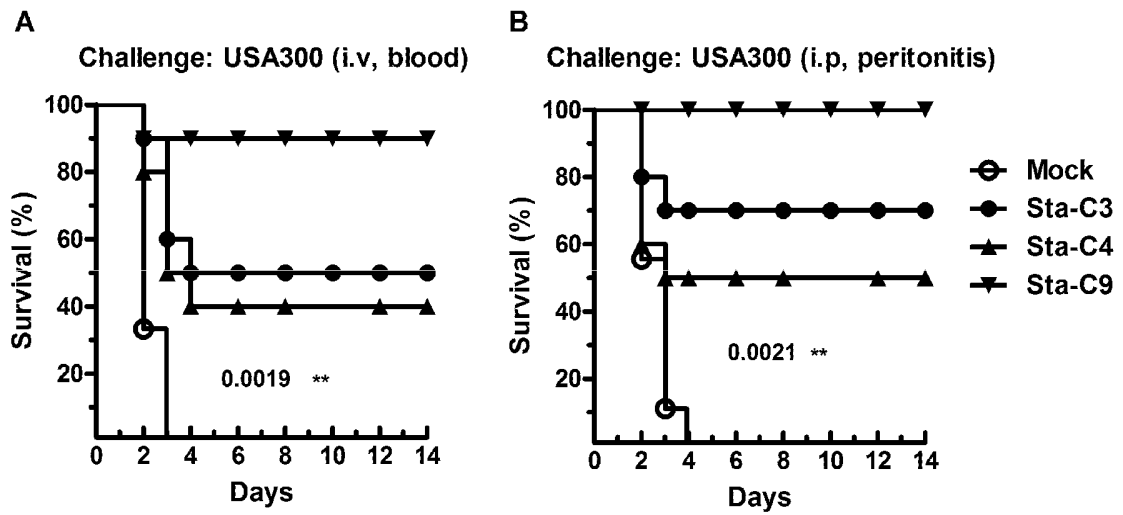 A
Challenge: USA300 (i.v, blood)
Survival (%)
100
80
60
40
20
0.0019 **
0 2 4 6 8 10 12 14
Days
B
Challenge: USA300 (i.p, peritonitis)
Survival (%)
100
80
60
40
20
0.0021 **
0 2 4 6 8 10 12 14
Days
Mock
Sta-C3
Sta-C4
Sta-C9